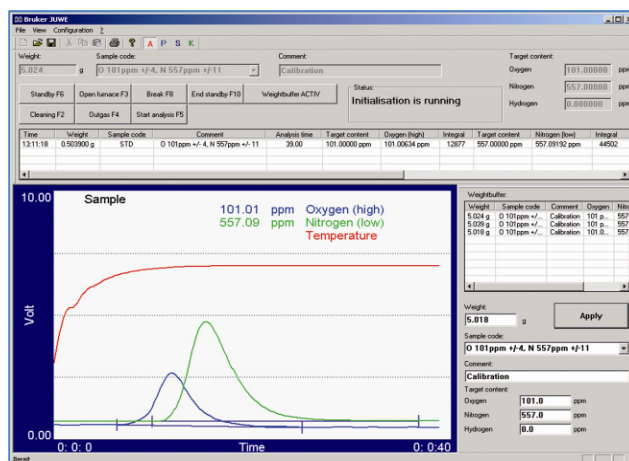 Bruker JUWE
File View Configuration ?
A P S K
Weight: Sample code: Comment: Target content:
5.024 g O 101ppm +/-4, N 557ppm +/-11 Calibration Oxygen 101.00000 ppm
Nitrogen 557.00000 ppm
Hydrogen 0.000000 ppm
Standby F6 Open furnace F3 Break F8 End standby F10 Weightbuffer ACTIV
Status:
Initialisation is running
Cleaning F2 Outgas F4 Start analysis F5
Time Weight Sample code Comment Analysis time Target content Oxygen (high) Integral Target content Nitrogen (low) Integral
13:11:18 0.503900 g STD O 101ppm +/- 4, N 557ppm +/-11 39.00 101.00000 ppm 101.00634 ppm 12877 557.00000 ppm 557.09192 ppm 44502
10.00 Sample
101.01 ppm Oxygen (high)
557.09 ppm Nitrogen (low)
Temperature
Volt
0.00
0: 0: 0 Time 0: 0:40
Weightbuffer:
Weight Sample code Comment Oxygen Nitro
5.024 g O 101ppm +/... Calibration 101 p... 557
5.039 g O 101ppm +/... Calibration 101 p... 557
5.018 g O 101ppm +/... Calibration 101.0... 557
Weight:
5.018 g Apply
Sample code:
O 101ppm +/-4, N 557ppm +/-11
Comment:
Calibration
Target content:
Oxygen 101.0 ppm
Nitrogen 557.0 ppm
Hydrogen 0.0 ppm
Bereit